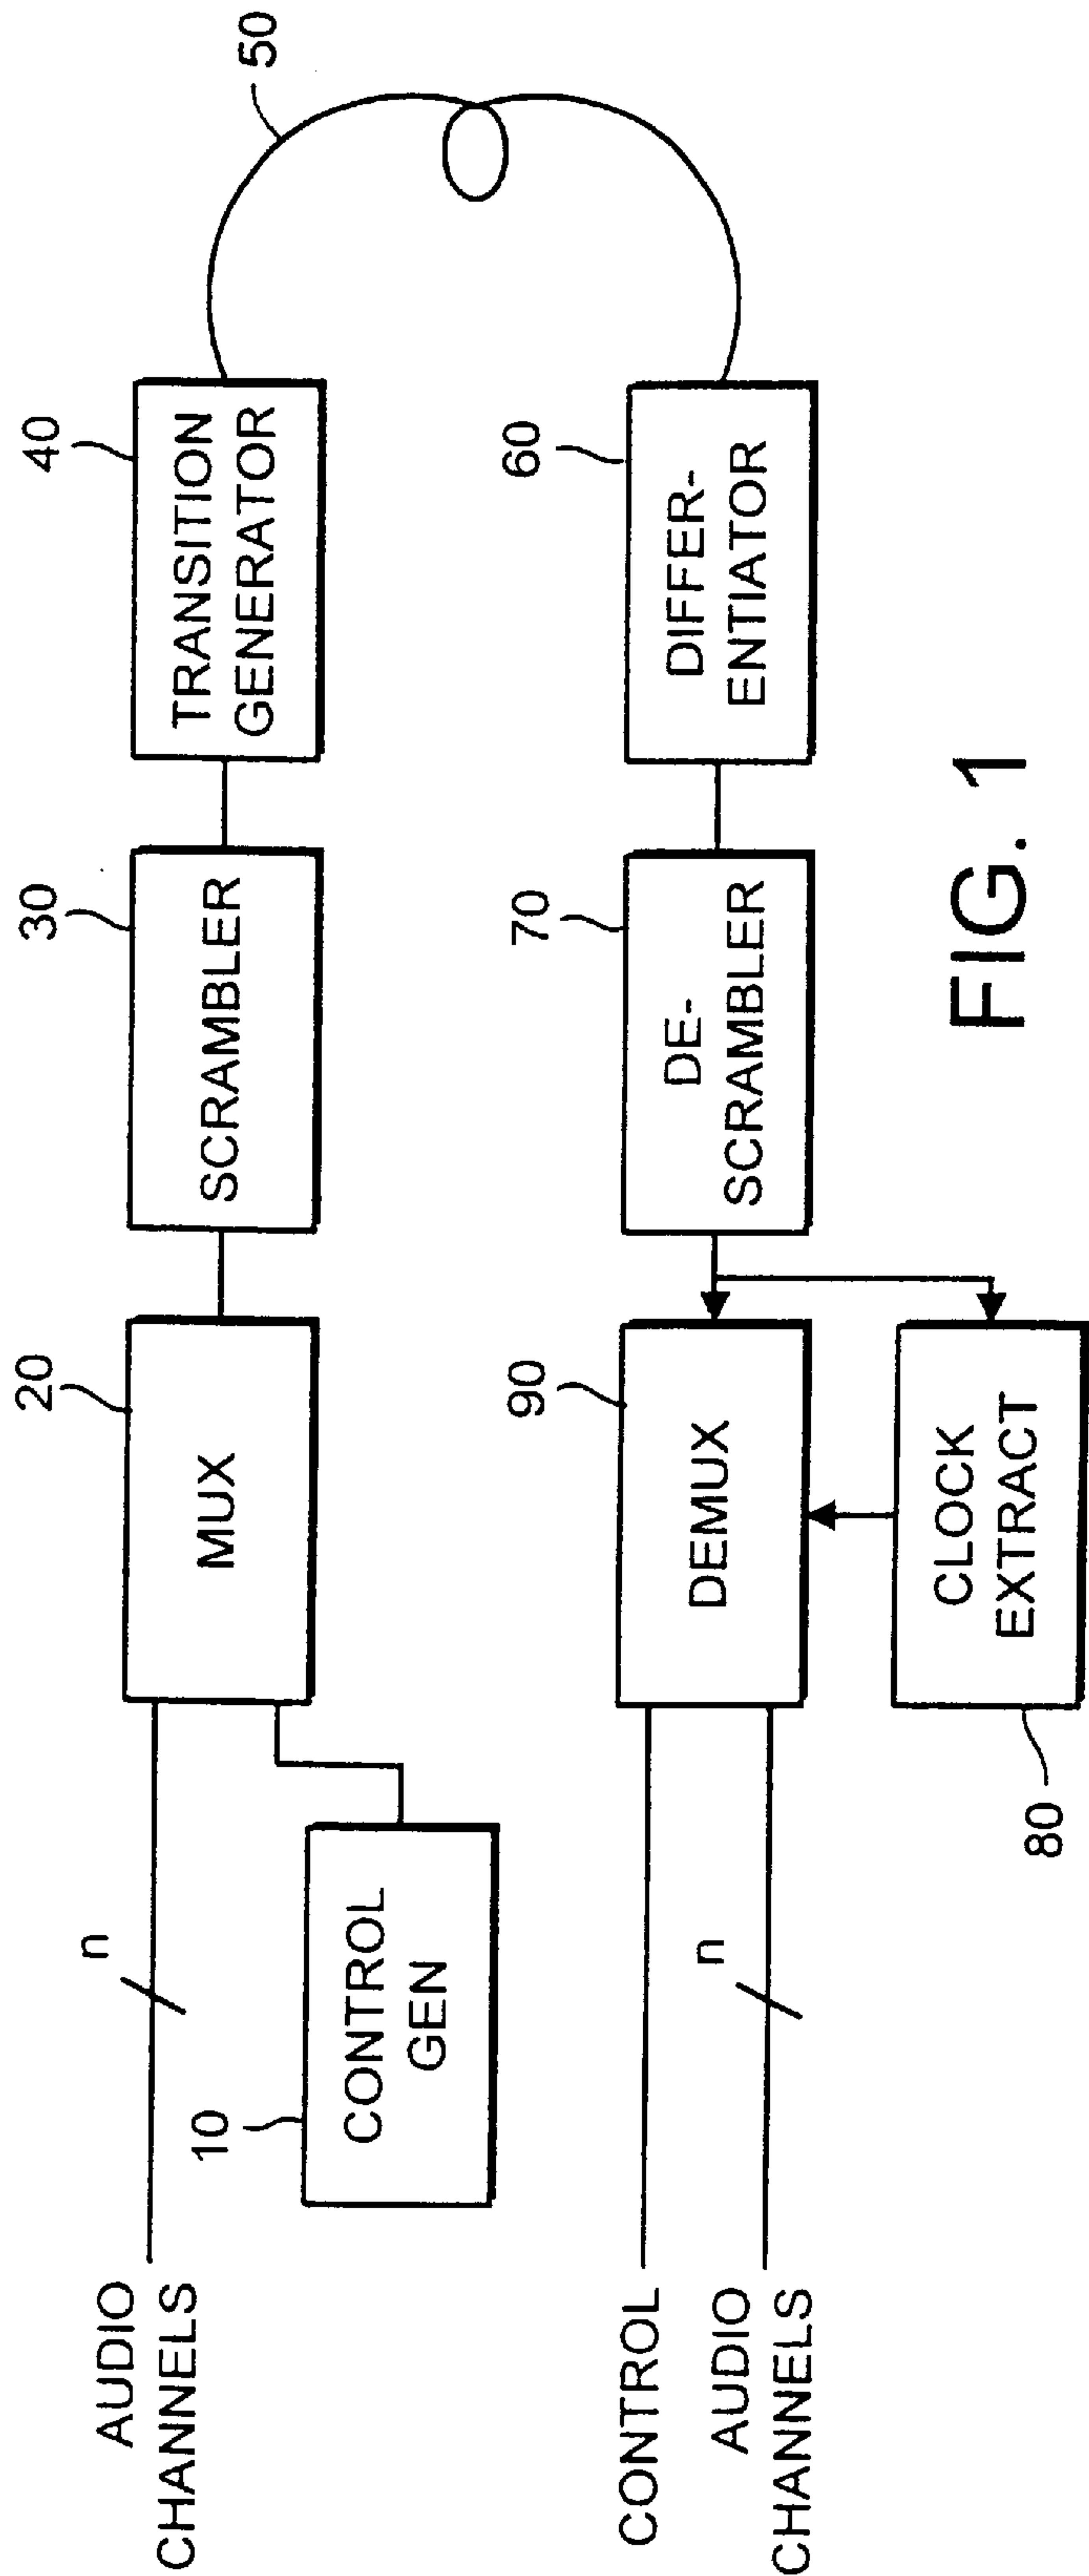 AUDIO
CHANNELS
n
10
CONTROL
GEN
20
MUX
30
SCRAMBLER
40
TRANSITION
GENERATOR
50
60
DIFFER-
ENTIATOR
70
DE-
SCRAMBLER
90
DEMUX
80
CLOCK
EXTRACT
CONTROL
n
AUDIO
CHANNELS
FIG. 1